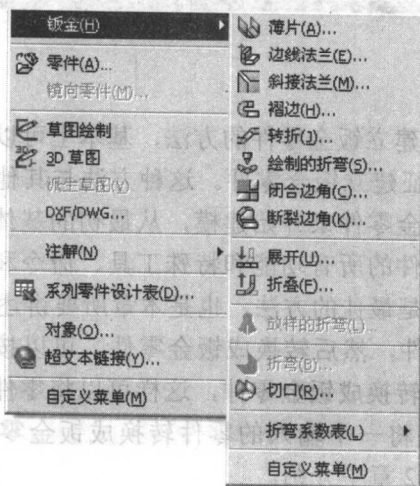 钣金(H)
零件(A)...
镜向零件(M)...
草图绘制
3D 草图
派生草图(V)
DXF/DWG...
注解(N)
系列零件设计表(D)...
对象(O)...
超文本链接(Y)...
自定义菜单(M)
薄片(A)...
边线法兰(E)...
斜接法兰(M)...
褶边(H)...
转折(J)...
绘制的折弯(S)...
闭合边角(C)...
断裂边角(K)...
展开(U)...
折叠(F)...
放样的折弯(L)...
折弯(B)...
切口(R)...
折弯系数表(L)
自定义菜单(M)